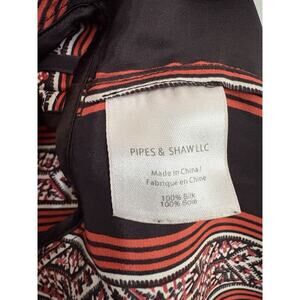 PIPES & SHAW LLC
Made in China/
Fabriqué en Chine
100% Silk
100% Soie